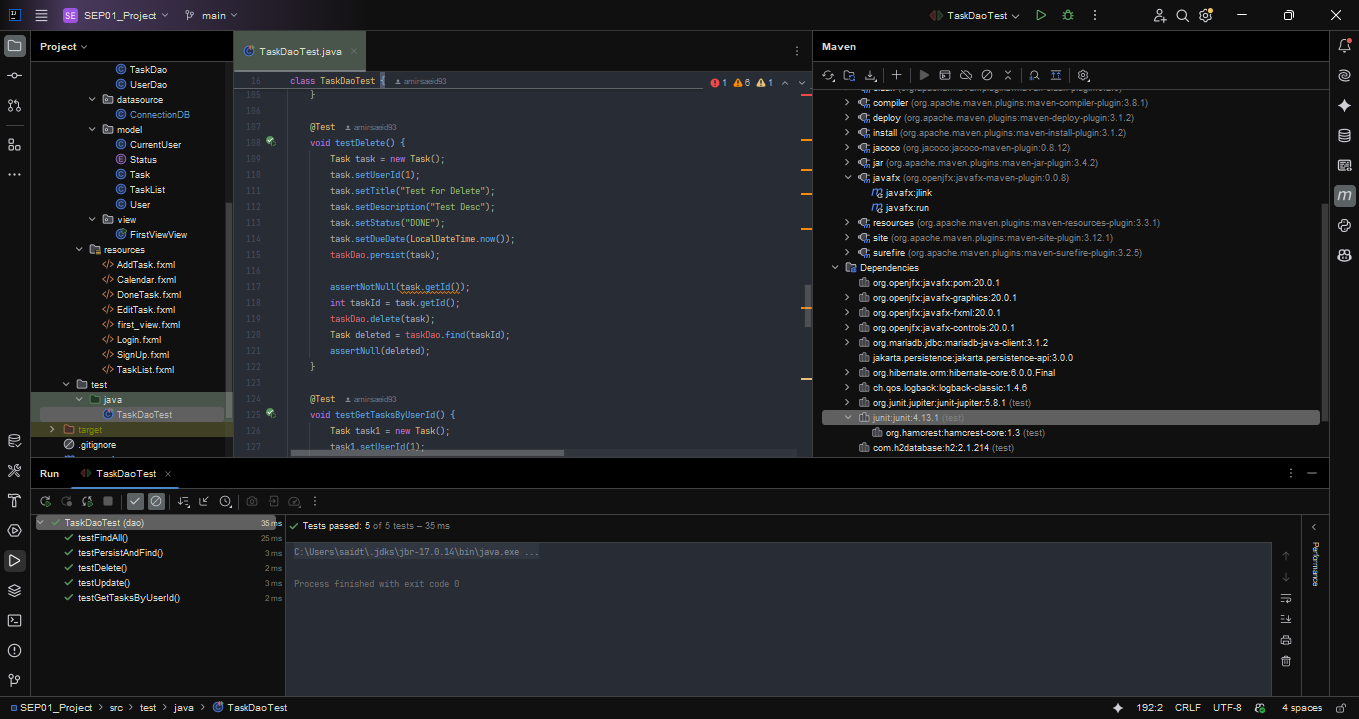 SE SEP01_Project main TaskDaoTest
Project
TaskDao
UserDao
datasource
ConnectionDB
model
CurrentUser
Status
Task
TaskList
User
view
FirstViewView
resources
AddTask.fxml
Calendar.fxml
DoneTask.fxml
EditTask.fxml
first_view.fxml
Login.fxml
SignUp.fxml
TaskList.fxml
test
java
TaskDaoTest
target
.gitignore
TaskDaoTest.java
16 class TaskDaoTest { amirsaeid93
1 6 1
105 }
106
107 @Test amirsaeid93
108 void testDelete() {
109 Task task = new Task();
110 task.setUserId(1);
111 task.setTitle("Test for Delete");
112 task.setDescription("Test Desc");
113 task.setStatus("DONE");
114 task.setDueDate(LocalDateTime.now());
115 taskDao.persist(task);
116
117 assertNotNull(task.getId());
118 int taskId = task.getId();
119 taskDao.delete(task);
120 Task deleted = taskDao.find(taskId);
121 assertNull(deleted);
122 }
123
124 @Test amirsaeid93
125 void testGetTasksByUserId() {
126 Task task1 = new Task();
127 task1.setUserId(1);
Maven
compiler (org.apache.maven.plugins:maven-compiler-plugin:3.8.1)
deploy (org.apache.maven.plugins:maven-deploy-plugin:3.1.2)
install (org.apache.maven.plugins:maven-install-plugin:3.1.2)
jacoco (org.jacoco:jacoco-maven-plugin:0.8.12)
jar (org.apache.maven.plugins:maven-jar-plugin:3.4.2)
javafx (org.openjfx:javafx-maven-plugin:0.0.8)
javafx:jlink
javafx:run
resources (org.apache.maven.plugins:maven-resources-plugin:3.3.1)
site (org.apache.maven.plugins:maven-site-plugin:3.12.1)
surefire (org.apache.maven.plugins:maven-surefire-plugin:3.2.5)
Dependencies
org.openjfx:javafx:pom:20.0.1
org.openjfx:javafx-graphics:20.0.1
org.openjfx:javafx-fxml:20.0.1
org.openjfx:javafx-controls:20.0.1
org.mariadb.jdbc:mariadb-java-client:3.1.2
jakarta.persistence:jakarta.persistence-api:3.0.0
org.hibernate.orm:hibernate-core:6.0.0.Final
ch.qos.logback:logback-classic:1.4.6
org.junit.jupiter:junit-jupiter:5.8.1 (test)
junit:junit:4.13.1 (test)
org.hamcrest:hamcrest-core:1.3 (test)
com.h2database:h2:2.1.214 (test)
Run TaskDaoTest
TaskDaoTest (dao) 35 ms
testFindAll() 25 ms
testPersistAndFind() 3 ms
testDelete() 2 ms
testUpdate() 3 ms
testGetTasksByUserId() 2 ms
Tests passed: 5 of 5 tests – 35 ms
C:\Users\saidt\.jdks\jbr-17.0.14\bin\java.exe ...
Process finished with exit code 0
Performance
SEP01_Project > src > test > java > TaskDaoTest
192:2 CRLF UTF-8 4 spaces